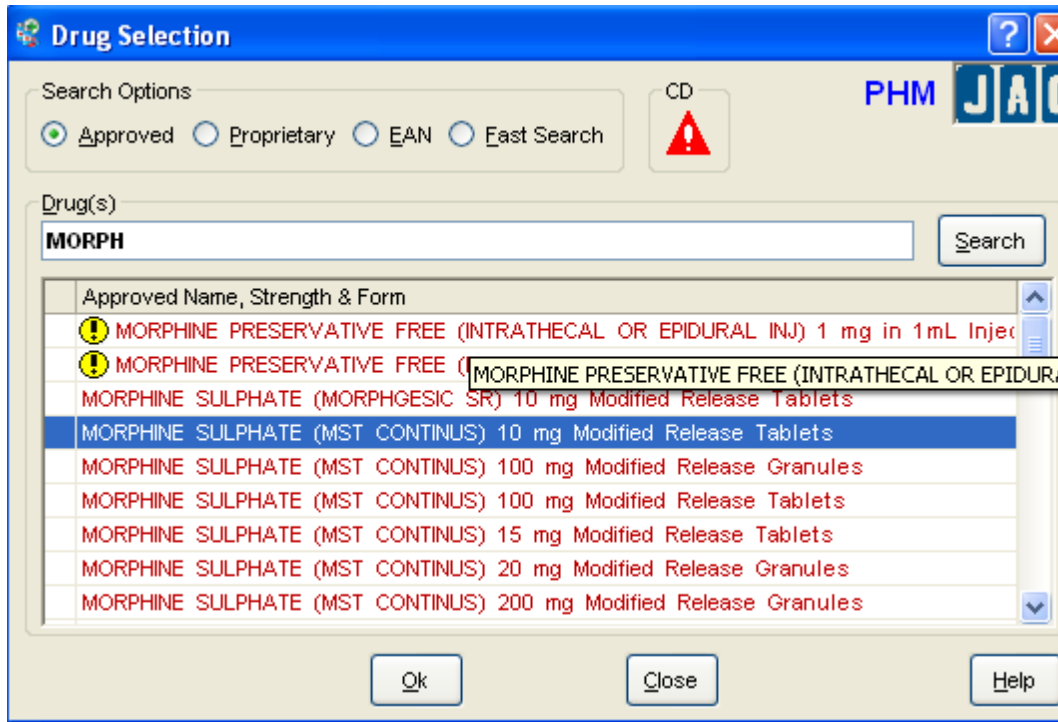 Drug Selection
Search Options
CD
PHM JAC
Approved Proprietary EAN Fast Search
Drug(s)
MORPH
Search
Approved Name, Strength & Form
MORPHINE PRESERVATIVE FREE (INTRATHECAL OR EPIDURAL INJ) 1 mg in 1mL Injec
MORPHINE PRESERVATIVE FREE (
MORPHINE PRESERVATIVE FREE (INTRATHECAL OR EPIDURA
MORPHINE SULPHATE (MORPHGESIC SR) 10 mg Modified Release Tablets
MORPHINE SULPHATE (MST CONTINUS) 10 mg Modified Release Tablets
MORPHINE SULPHATE (MST CONTINUS) 100 mg Modified Release Granules
MORPHINE SULPHATE (MST CONTINUS) 100 mg Modified Release Tablets
MORPHINE SULPHATE (MST CONTINUS) 15 mg Modified Release Tablets
MORPHINE SULPHATE (MST CONTINUS) 20 mg Modified Release Granules
MORPHINE SULPHATE (MST CONTINUS) 200 mg Modified Release Granules
Ok
Close
Help